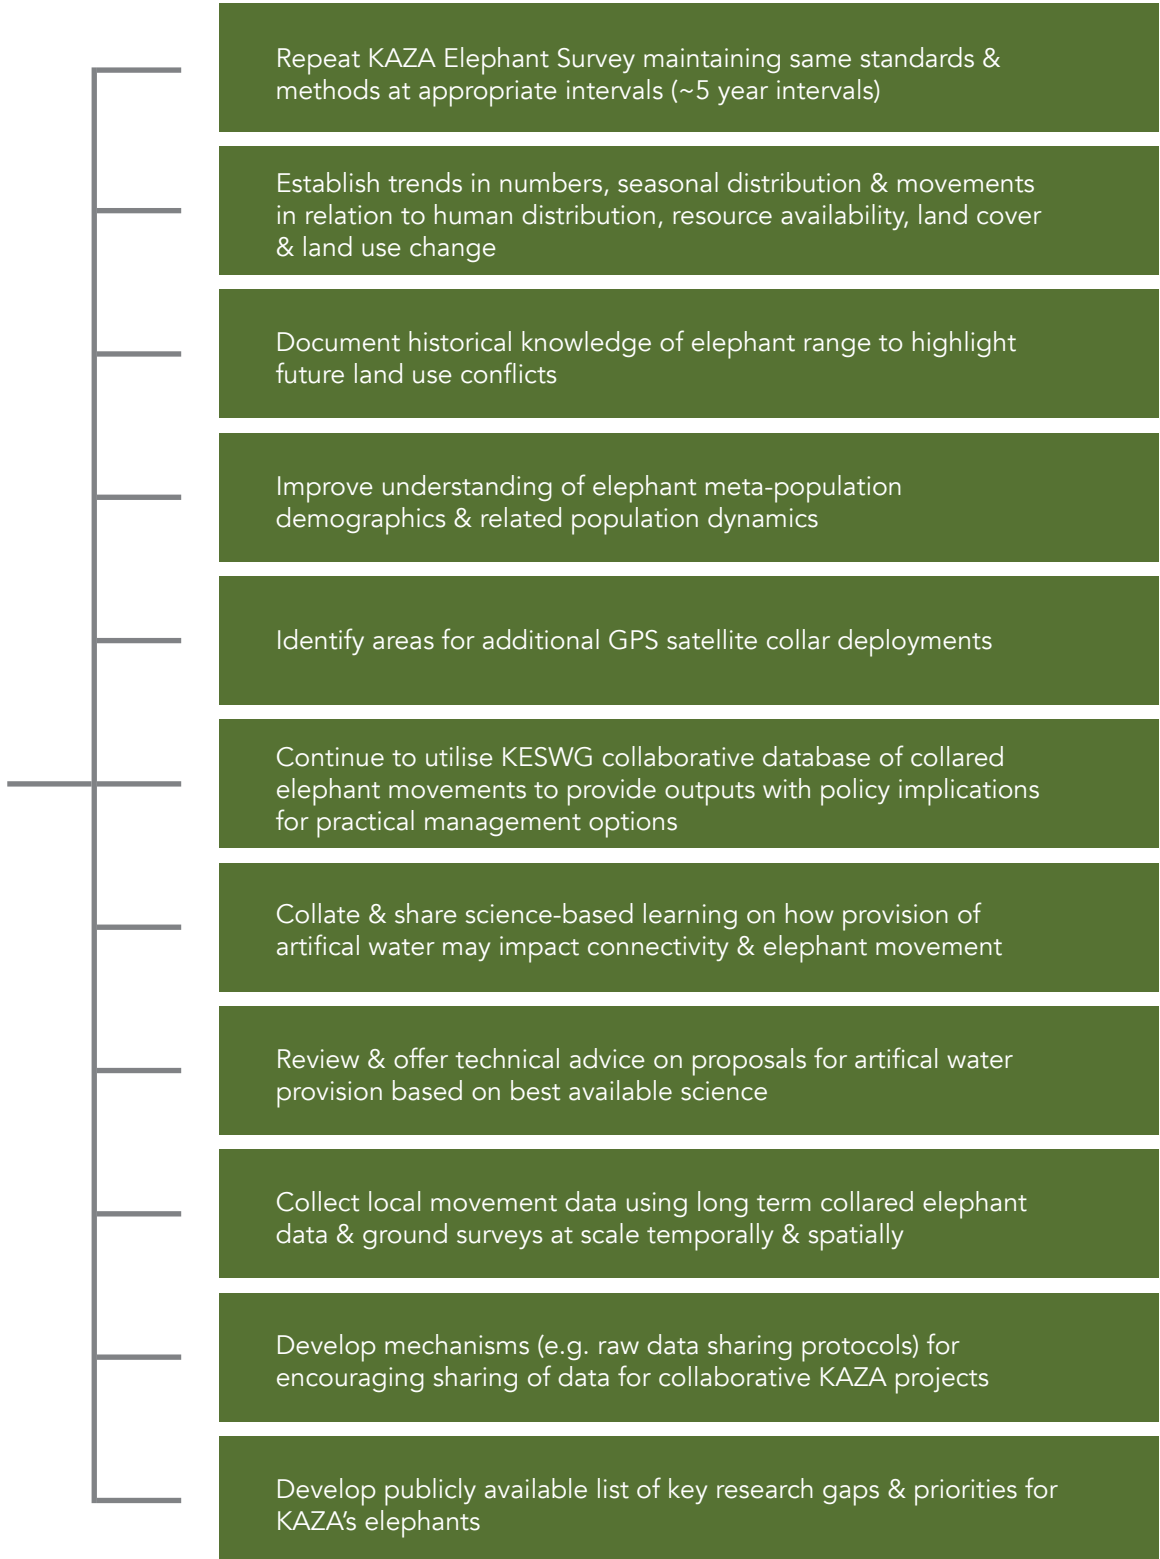 Repeat KAZA Elephant Survey maintaining same standards &
methods at appropriate intervals (~5 year intervals)
Establish trends in numbers, seasonal distribution & movements
in relation to human distribution, resource availability, land cover
& land use change
Document historical knowledge of elephant range to highlight
future land use conflicts
Improve understanding of elephant meta-population
demographics & related population dynamics
Identify areas for additional GPS satellite collar deployments
Continue to utilise KESWG collaborative database of collared
elephant movements to provide outputs with policy implications
for practical management options
Collate & share science-based learning on how provision of
artifical water may impact connectivity & elephant movement
Review & offer technical advice on proposals for artifical water
provision based on best available science
Collect local movement data using long term collared elephant
data & ground surveys at scale temporally & spatially
Develop mechanisms (e.g. raw data sharing protocols) for
encouraging sharing of data for collaborative KAZA projects
Develop publicly available list of key research gaps & priorities for
KAZA's elephants